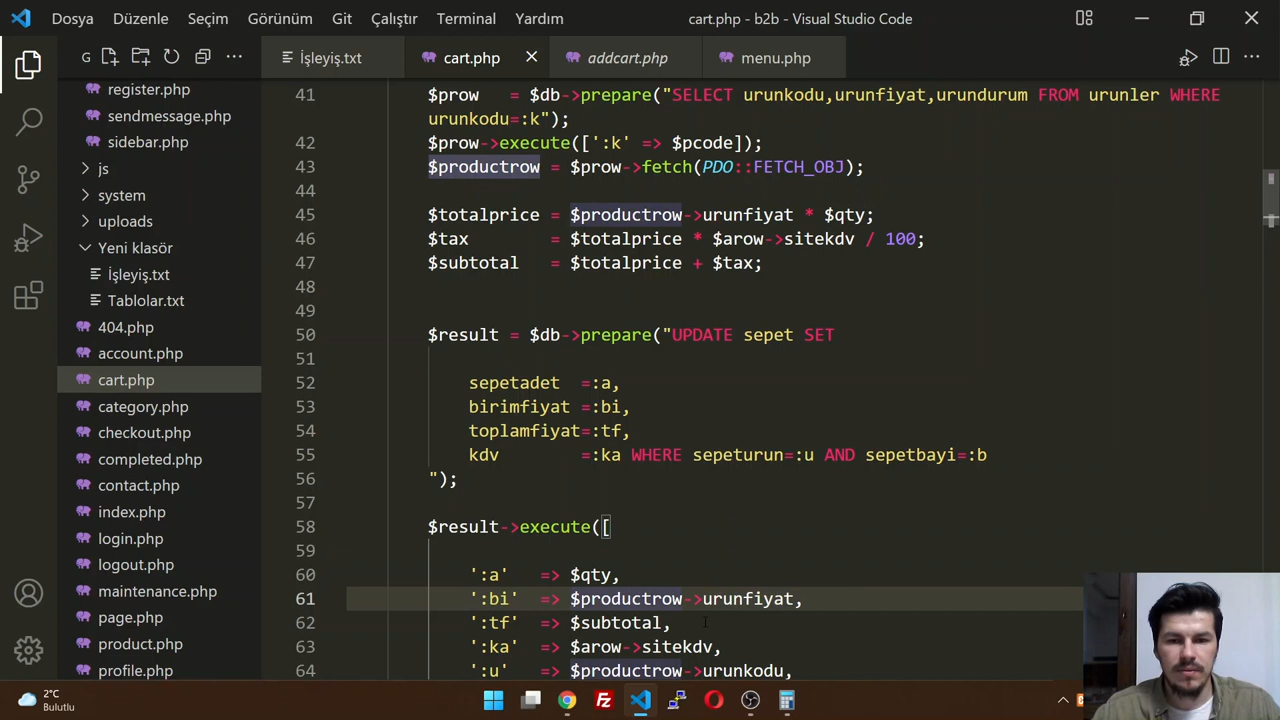 Dosya Düzenle Seçim Görünüm Git Çalıştır Terminal Yardım cart.php - b2b - Visual Studio Code
G ... İşleyiş.txt cart.php addcart.php menu.php ...
register.php
sendmessage.php
sidebar.php
js
system
uploads
Yeni klasör
İşleyiş.txt
Tablolar.txt
404.php
account.php
cart.php
category.php
checkout.php
completed.php
contact.php
index.php
login.php
logout.php
maintenance.php
page.php
product.php
profile.php
41 $prow = $db->prepare("SELECT urunkodu,urunfiyat,urundurum FROM urunler WHERE
urunkodu=:k");
42 $prow->execute([':k' => $pcode]);
43 $productrow = $prow->fetch(PDO::FETCH_OBJ);
44
45 $totalprice = $productrow->urunfiyat * $qty;
46 $tax = $totalprice * $arow->sitekdv / 100;
47 $subtotal = $totalprice + $tax;
48
49
50 $result = $db->prepare("UPDATE sepet SET
51
52 sepetadet =:a,
53 birimfiyat =:bi,
54 toplamfiyat=:tf,
55 kdv =:ka WHERE sepeturun=:u AND sepetbayi=:b
56 ");
57
58 $result->execute([
59
60 ':a' => $qty,
61 ':bi' => $productrow->urunfiyat,
62 ':tf' => $subtotal,
63 ':ka' => $arow->sitekdv,
64 ':u' => $productrow->urunkodu,
2°C
Bulutlu